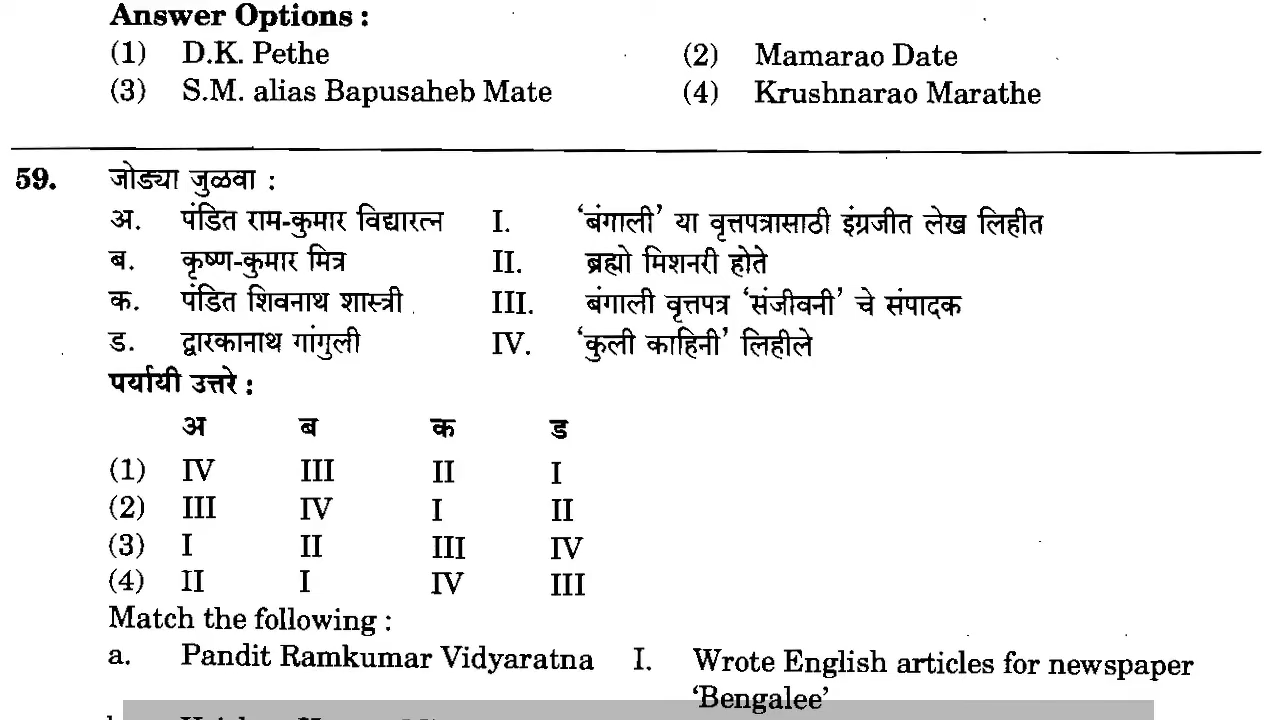 Answer Options :
(1) D.K. Pethe (2) Mamarao Date
(3) S.M. alias Bapusaheb Mate (4) Krushnarao Marathe
59. जोड्या जुळवा :
अ. पंडित राम-कुमार विद्यारत्न I. ‘बंगाली’ या वृत्तपत्रासाठी इंग्रजीत लेख लिहीत
ब. कृष्ण-कुमार मित्र II. ब्रह्मो मिशनरी होते
क. पंडित शिवनाथ शास्त्री III. बंगाली वृत्तपत्र ‘संजीवनी’ चे संपादक
ड. द्वारकानाथ गांगुली IV. ‘कुली काहिनी’ लिहीले
पर्यायी उत्तरे :
अ ब क ड
(1) IV III II I
(2) III IV I II
(3) I II III IV
(4) II I IV III
Match the following :
a. Pandit Ramkumar Vidyaratna I. Wrote English articles for newspaper
‘Bengalee’